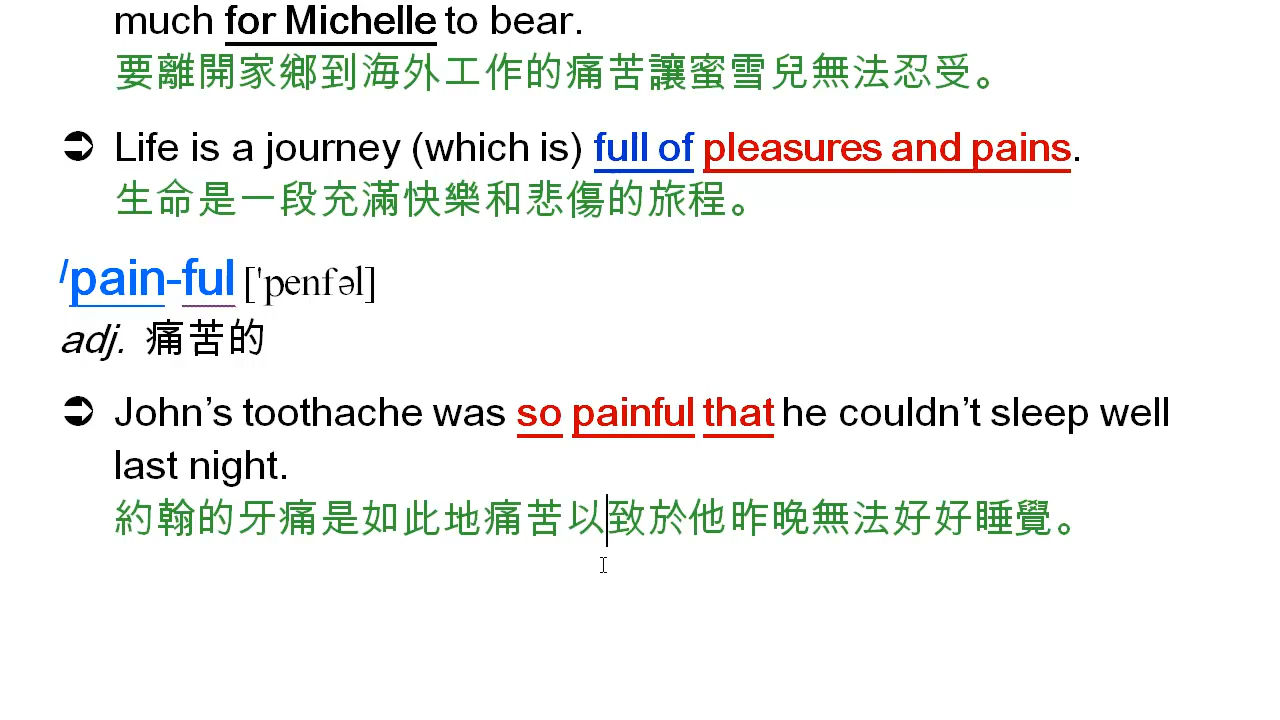 much for Michelle to bear.
要離開家鄉到海外工作的痛苦讓蜜雪兒無法忍受。
➲ Life is a journey (which is) full of pleasures and pains.
生命是一段充滿快樂和悲傷的旅程。
ˈpain-ful [ˈpenfəl]
adj. 痛苦的
➲ John’s toothache was so painful that he couldn’t sleep well
last night.
約翰的牙痛是如此地痛苦以致於他昨晚無法好好睡覺。